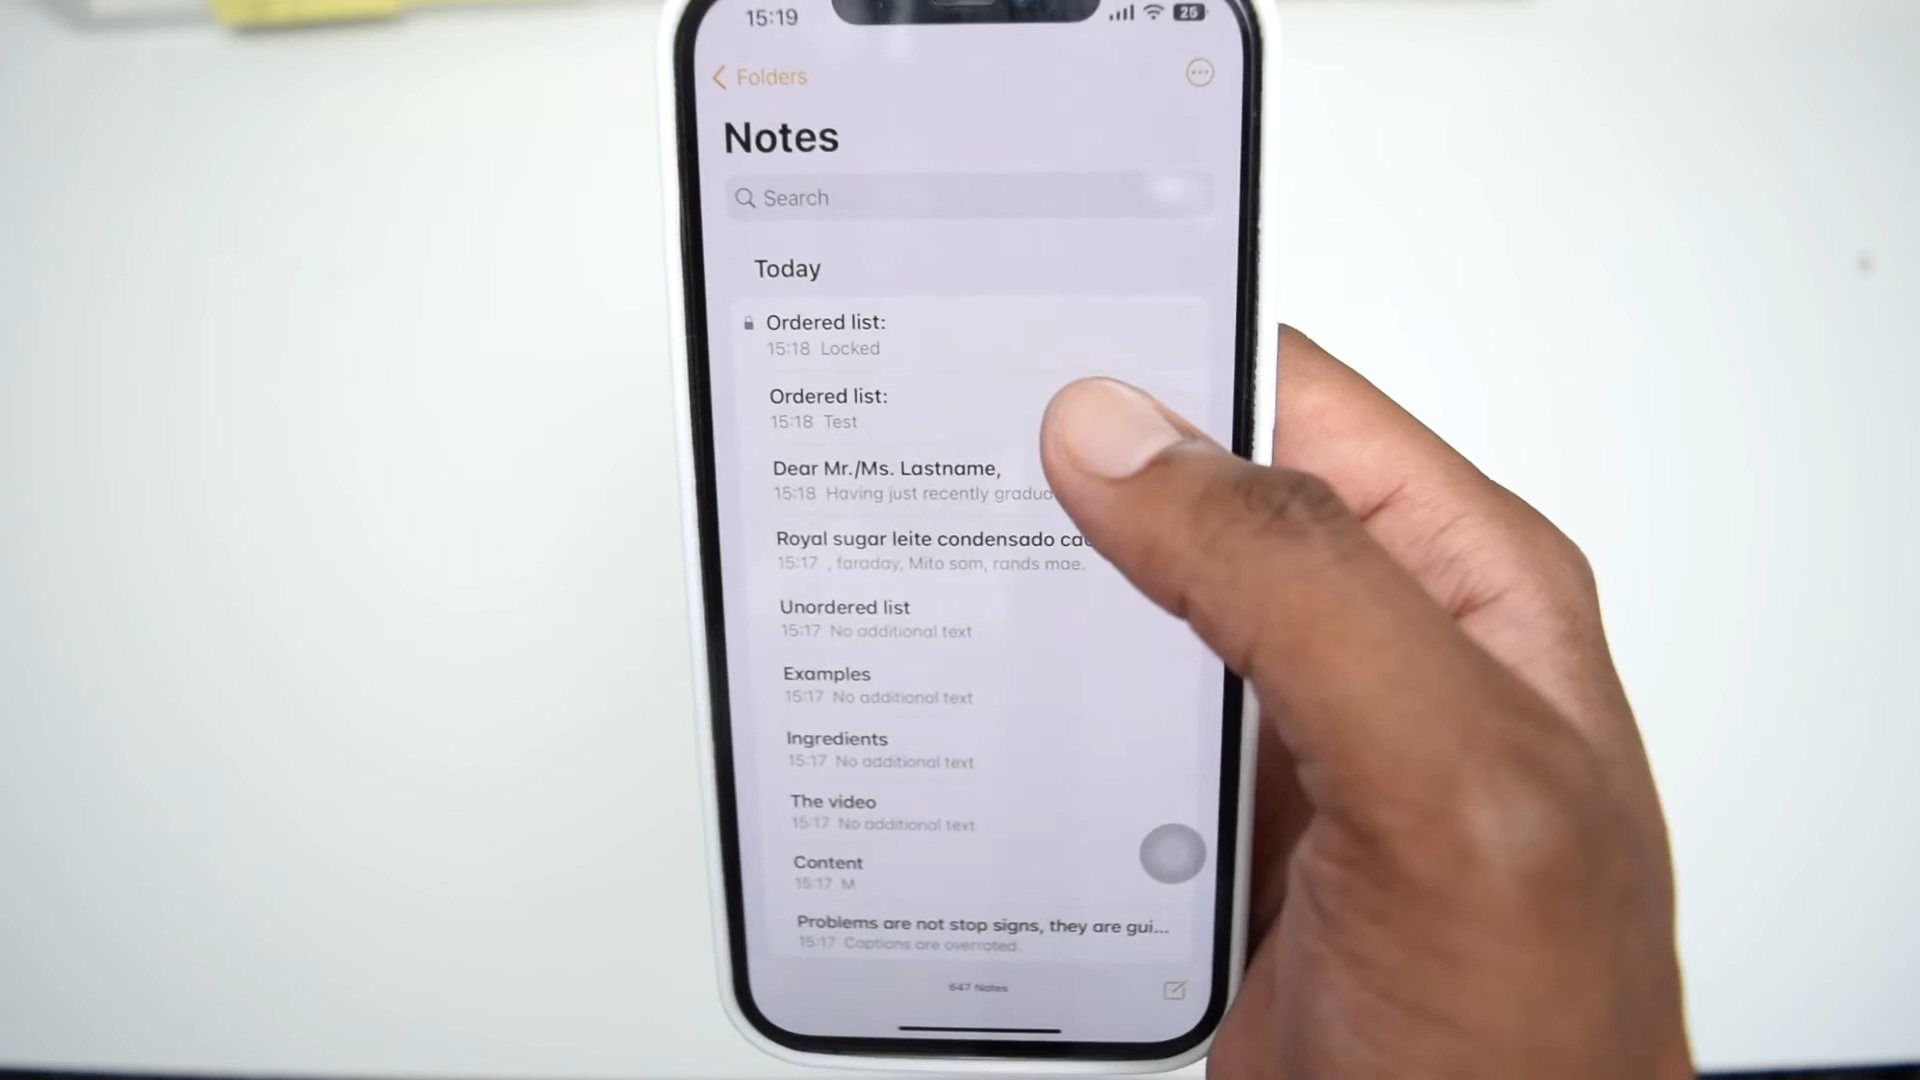 15:19
25
Folders
Notes
Search
Today
Ordered list:
15:18 Locked
Ordered list:
15:18 Test
Dear Mr./Ms. Lastname,
15:18 Having just recently
Royal sugar leite condensado
15:17 , faraday, Mito som, rands mae.
Unordered list
15:17 No additional text
Examples
15:17 No additional text
Ingredients
15:17 No additional text
The video
15:17 No additional text
Content
15:17 M
Problems are not stop signs, they are gui...
15:17 Captions are overrated.
647 Notes